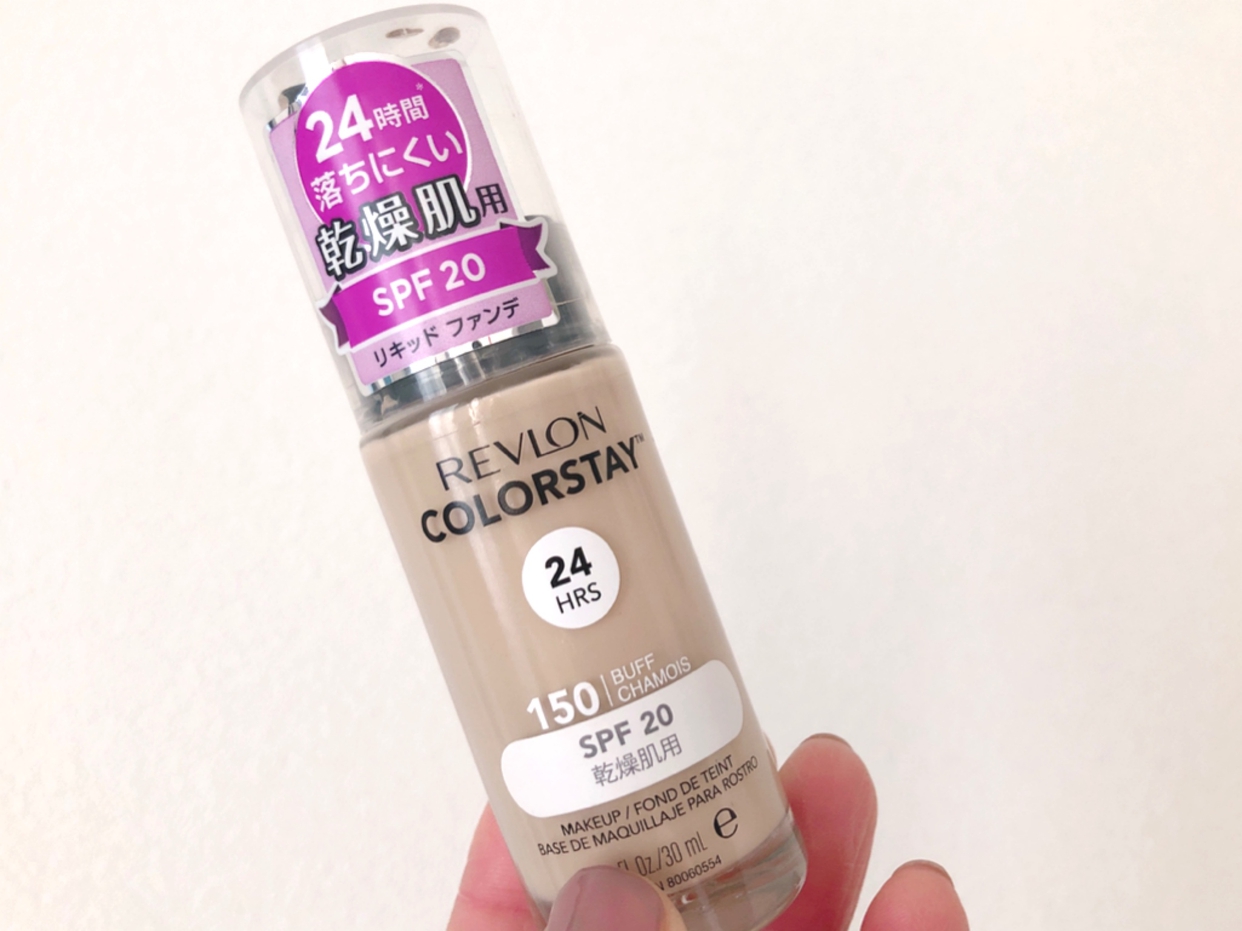 24時間※
落ちにくい
乾燥肌用
SPF 20
リキッド ファンデ
REVLON
COLORSTAY™
24
HRS
150 | BUFF
CHAMOIS
SPF 20
乾燥肌用
MAKEUP / FOND DE TEINT
BASE DE MAQUILLAJE PARA ROSTRO
FL Oz/30 mL e
N 80060554